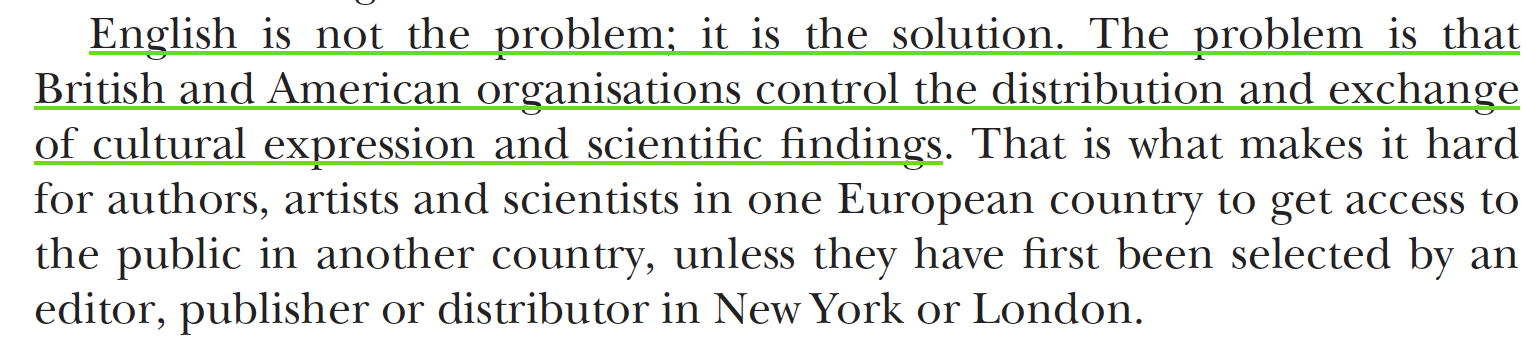 English is not the problem; it is the solution. The problem is that
British and American organisations control the distribution and exchange
of cultural expression and scientific findings. That is what makes it hard
for authors, artists and scientists in one European country to get access to
the public in another country, unless they have first been selected by an
editor, publisher or distributor in New York or London.